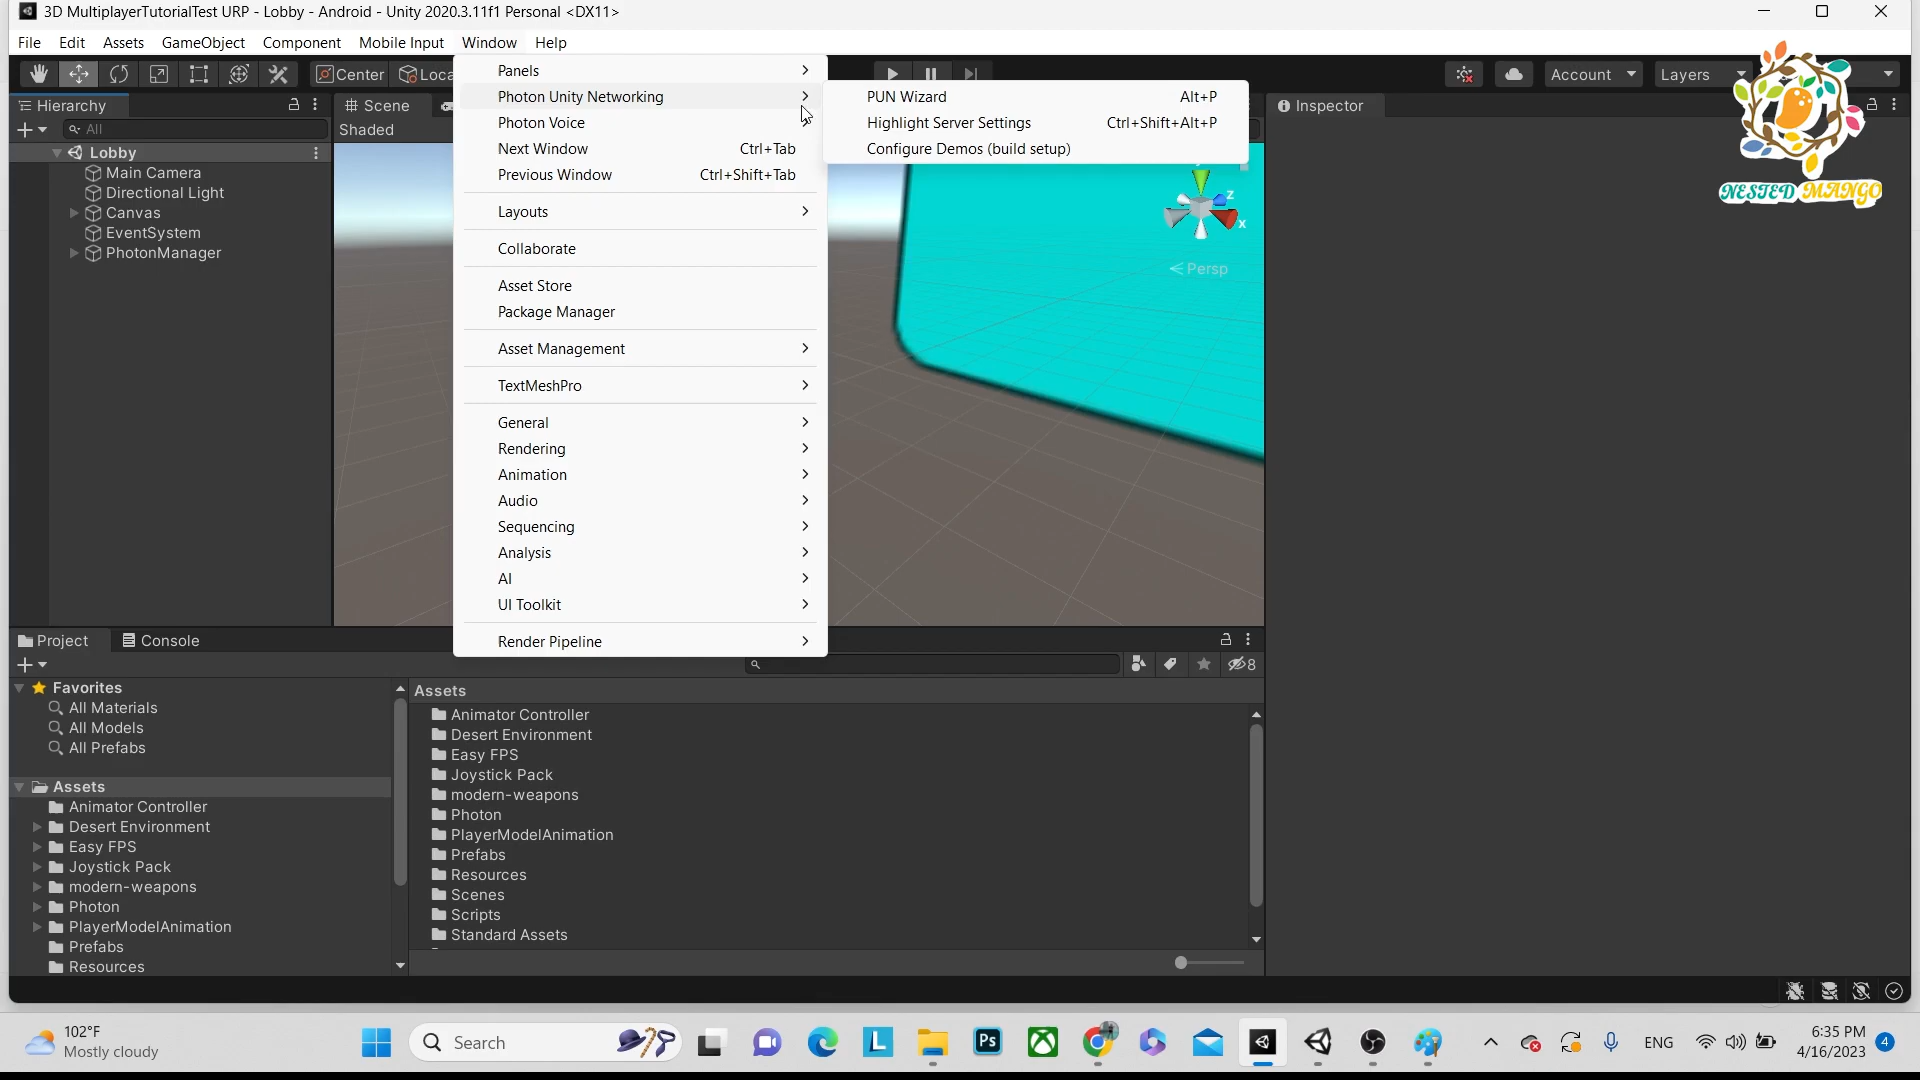 3D MultiplayerTutorialTest URP - Lobby - Android - Unity 2020.3.11f1 Personal <DX11>
File Edit Assets GameObject Component Mobile Input Window Help
Center Loca Account Layers
Panels
Photon Unity Networking
Photon Voice
Next Window Ctrl+Tab
Previous Window Ctrl+Shift+Tab
Layouts
Collaborate
Asset Store
Package Manager
Asset Management
TextMeshPro
General
Rendering
Animation
Audio
Sequencing
Analysis
AI
UI Toolkit
Render Pipeline
PUN Wizard Alt+P
Highlight Server Settings Ctrl+Shift+Alt+P
Configure Demos (build setup)
Hierarchy
All
Lobby
Main Camera
Directional Light
Canvas
EventSystem
PhotonManager
Scene
Shaded
z
x
Persp
Inspector
NESTED MANGO
Project Console
8
Favorites
All Materials
All Models
All Prefabs
Assets
Animator Controller
Desert Environment
Easy FPS
Joystick Pack
modern-weapons
Photon
PlayerModelAnimation
Prefabs
Resources
Assets
Animator Controller
Desert Environment
Easy FPS
Joystick Pack
modern-weapons
Photon
PlayerModelAnimation
Prefabs
Resources
Scenes
Scripts
Standard Assets
102°F
Mostly cloudy
Search
L
Ps
ENG
6:35 PM
4/16/2023
4